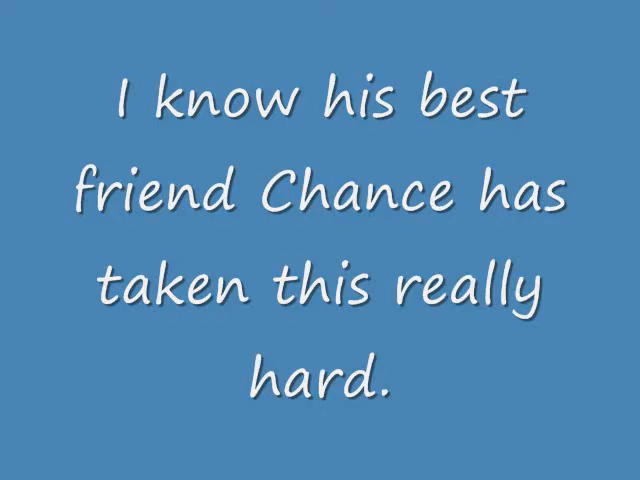 I know his best
friend Chance has
taken this really
hard.